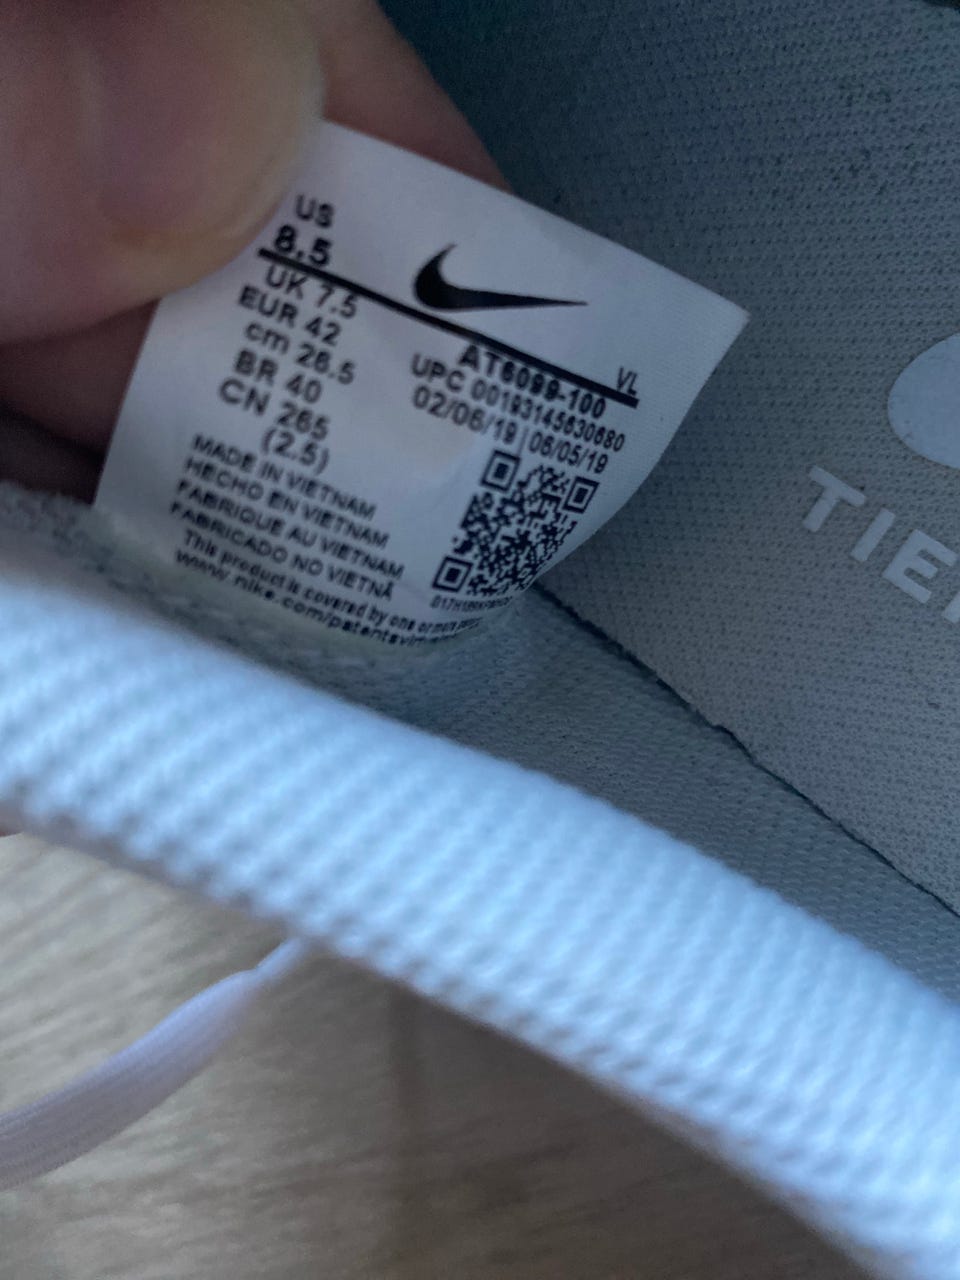 US
8.5
UK 7.5
EUR 42
cm 26.5
BR 40
CN 265
(2.5)
VL
AT6099-100
UPC 00193145630680
02/06/19 | 06/05/19
MADE IN VIETNAM
HECHO EN VIETNAM
FABRIQUE AU VIETNAM
FABRICADO NO VIETNÃ
This product is covered by one or more
www.nike.com/patents
TIE